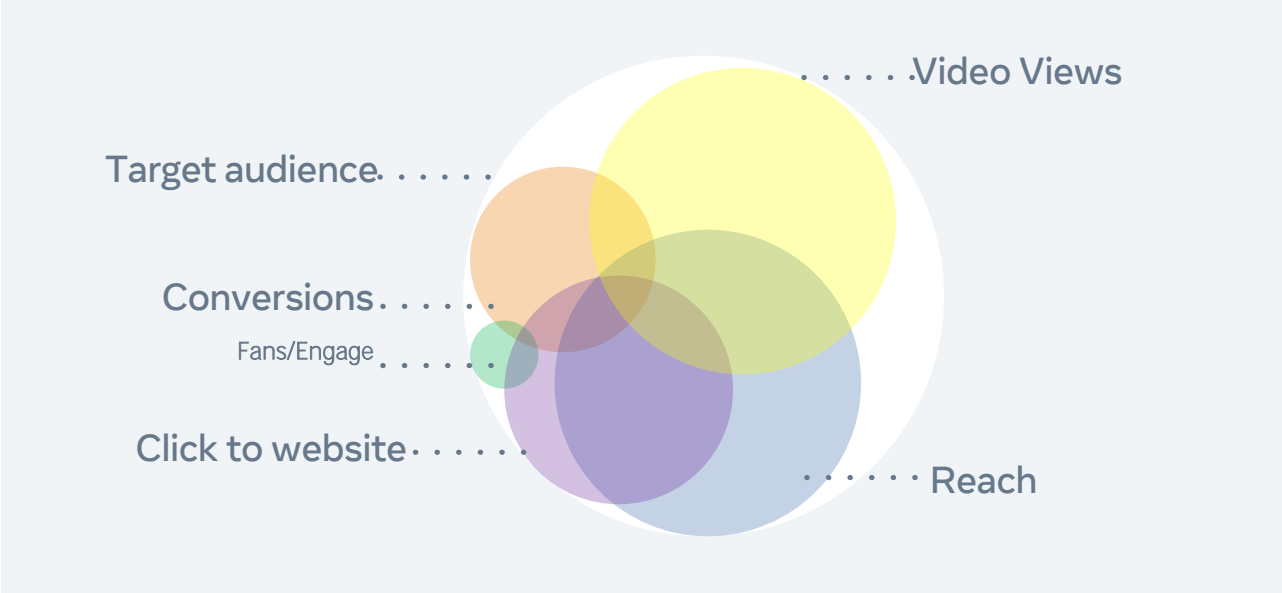 Video Views
Target audience
Conversions
Fans/Engage
Click to website
Reach